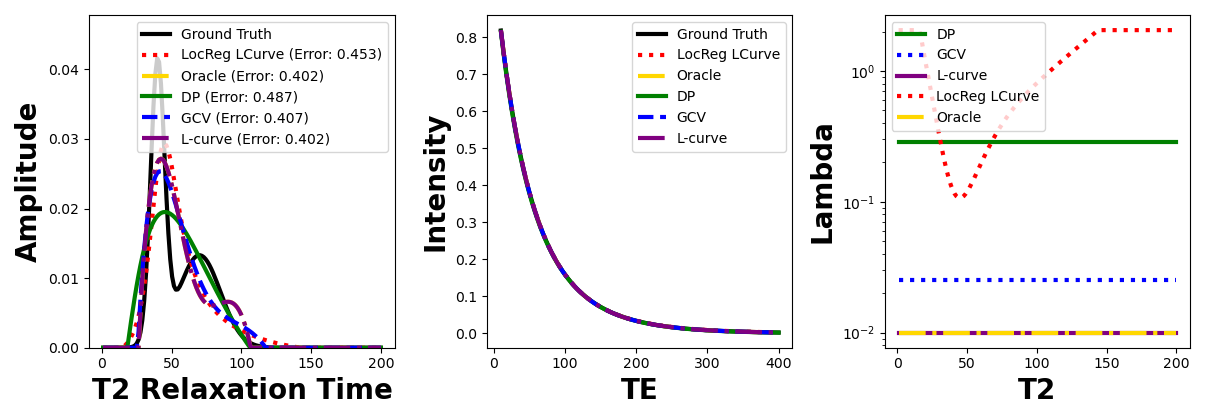 Amplitude
0.00
0.01
0.02
0.03
0.04
0
50
100
150
200
T2 Relaxation Time
Ground Truth
LocReg LCurve (Error: 0.453)
Oracle (Error: 0.402)
DP (Error: 0.487)
GCV (Error: 0.407)
L-curve (Error: 0.402)
Intensity
0.0
0.1
0.2
0.3
0.4
0.5
0.6
0.7
0.8
0
100
200
300
400
TE
Ground Truth
LocReg LCurve
Oracle
DP
GCV
L-curve
Lambda
10⁰
10⁻¹
10⁻²
0
50
100
150
200
T2
DP
GCV
L-curve
LocReg LCurve
Oracle